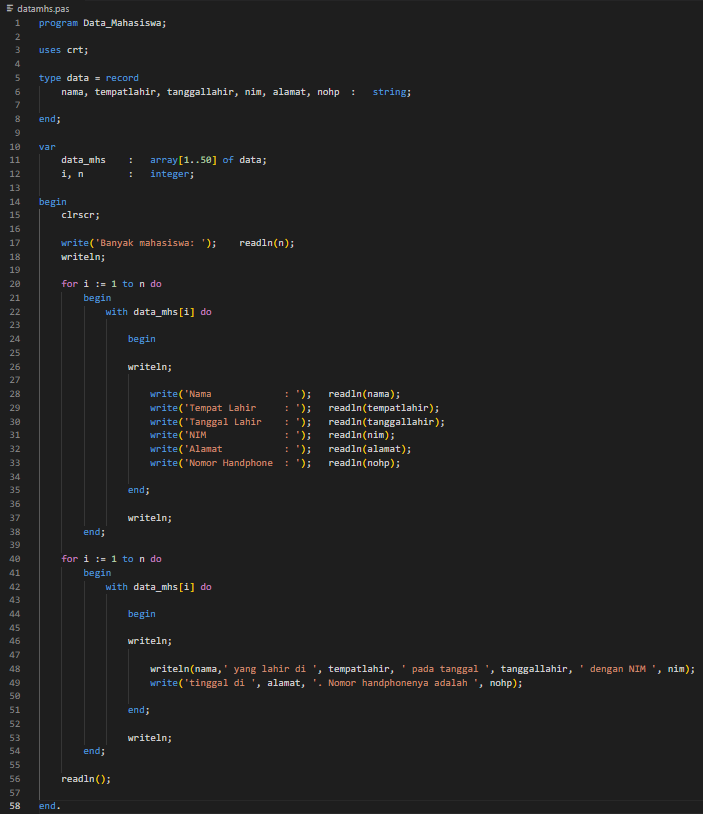 datamhs.pas
1 program Data_Mahasiswa;
2
3 uses crt;
4
5 type data = record
6 nama, tempatlahir, tanggallahir, nim, alamat, nohp : string;
7
8 end;
9
10 var
11 data_mhs : array[1..50] of data;
12 i, n : integer;
13
14 begin
15 clrscr;
16
17 write('Banyak mahasiswa: '); readln(n);
18 writeln;
19
20 for i := 1 to n do
21 begin
22 with data_mhs[i] do
23
24 begin
25
26 writeln;
27
28 write('Nama : '); readln(nama);
29 write('Tempat Lahir : '); readln(tempatlahir);
30 write('Tanggal Lahir : '); readln(tanggallahir);
31 write('NIM : '); readln(nim);
32 write('Alamat : '); readln(alamat);
33 write('Nomor Handphone : '); readln(nohp);
34
35 end;
36
37 writeln;
38 end;
39
40 for i := 1 to n do
41 begin
42 with data_mhs[i] do
43
44 begin
45
46 writeln;
47
48 writeln(nama,' yang lahir di ', tempatlahir, ' pada tanggal ', tanggallahir, ' dengan NIM ', nim);
49 write('tinggal di ', alamat, '. Nomor handphonenya adalah ', nohp);
50
51 end;
52
53 writeln;
54 end;
55
56 readln();
57
58 end.